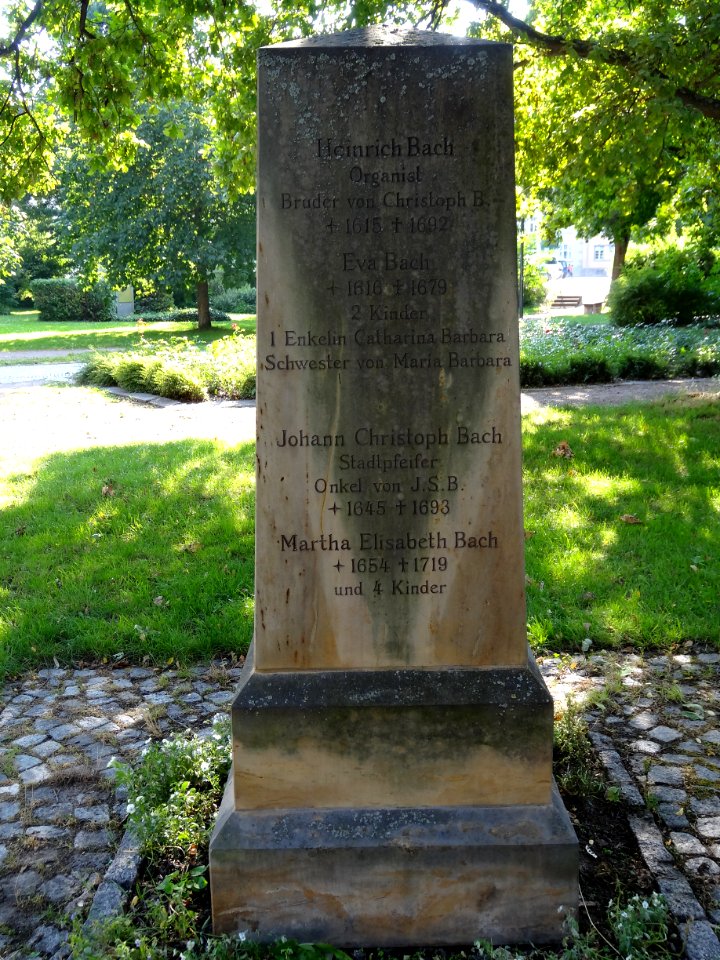 Heinrich Bach
Organist
Bruder von Christoph B.
+ 1615 † 1692
Eva Bach
+ 1616 † 1679
2 Kinder
1 Enkelin Catharina Barbara
Schwester von Maria Barbara
Johann Christoph Bach
Stadtpfeifer
Onkel von J.S.B.
+ 1645 † 1693
Martha Elisabeth Bach
+ 1654 † 1719
und 4 Kinder